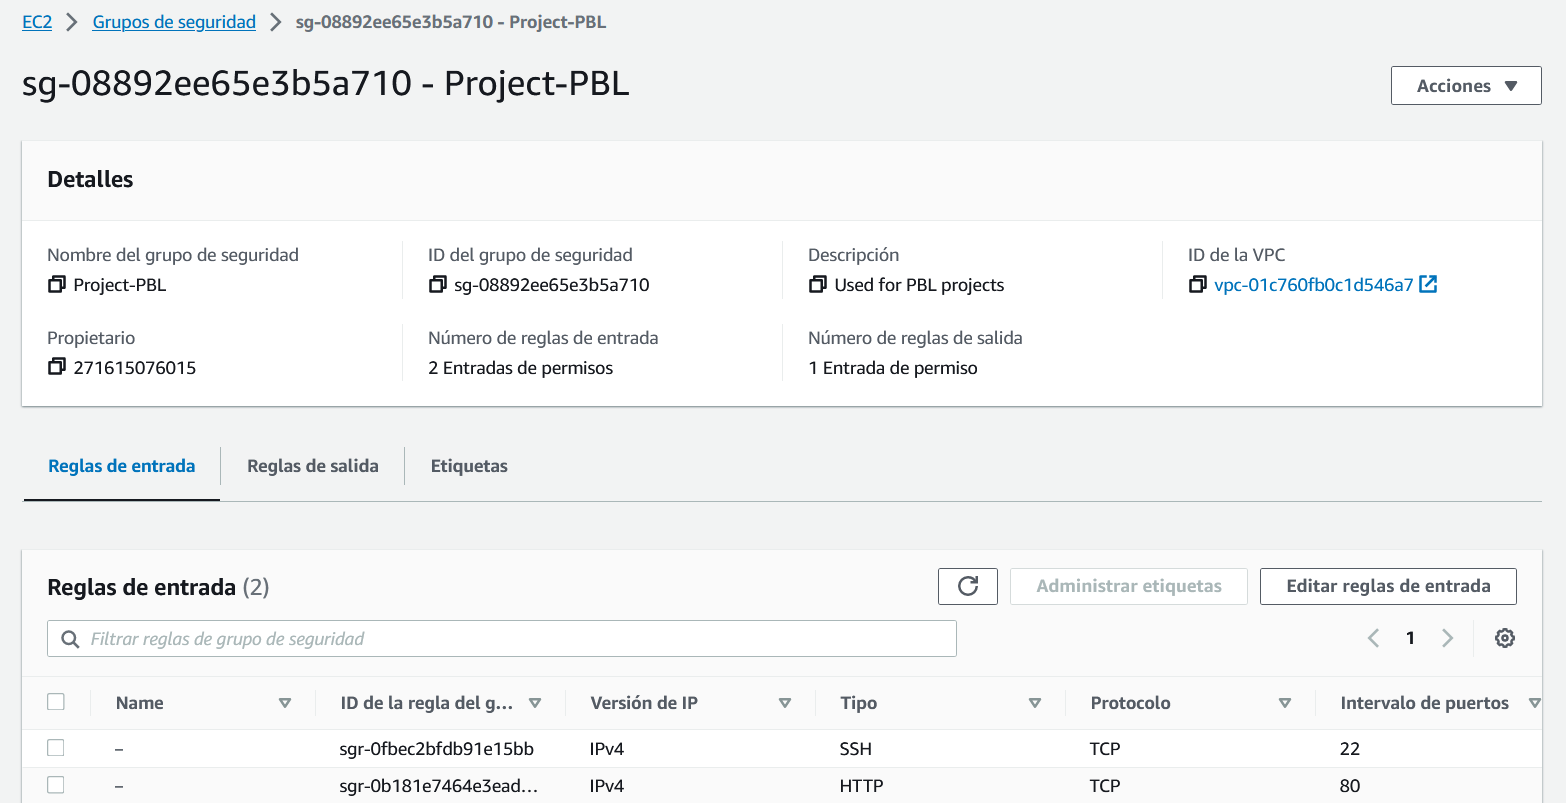 EC2 > Grupos de seguridad > sg-08892ee65e3b5a710 - Project-PBL
sg-08892ee65e3b5a710 - Project-PBL
Acciones
Detalles
Nombre del grupo de seguridad ID del grupo de seguridad Descripción ID de la VPC
Project-PBL sg-08892ee65e3b5a710 Used for PBL projects vpc-01c760fb0c1d546a7
Propietario Número de reglas de entrada Número de reglas de salida
271615076015 2 Entradas de permisos 1 Entrada de permiso
Reglas de entrada Reglas de salida Etiquetas
Reglas de entrada (2) Administrar etiquetas Editar reglas de entrada
Filtrar reglas de grupo de seguridad 1
Name ID de la regla del g... Versión de IP Tipo Protocolo Intervalo de puertos
– sgr-0fbec2bfdb91e15bb IPv4 SSH TCP 22
– sgr-0b181e7464e3ead... IPv4 HTTP TCP 80